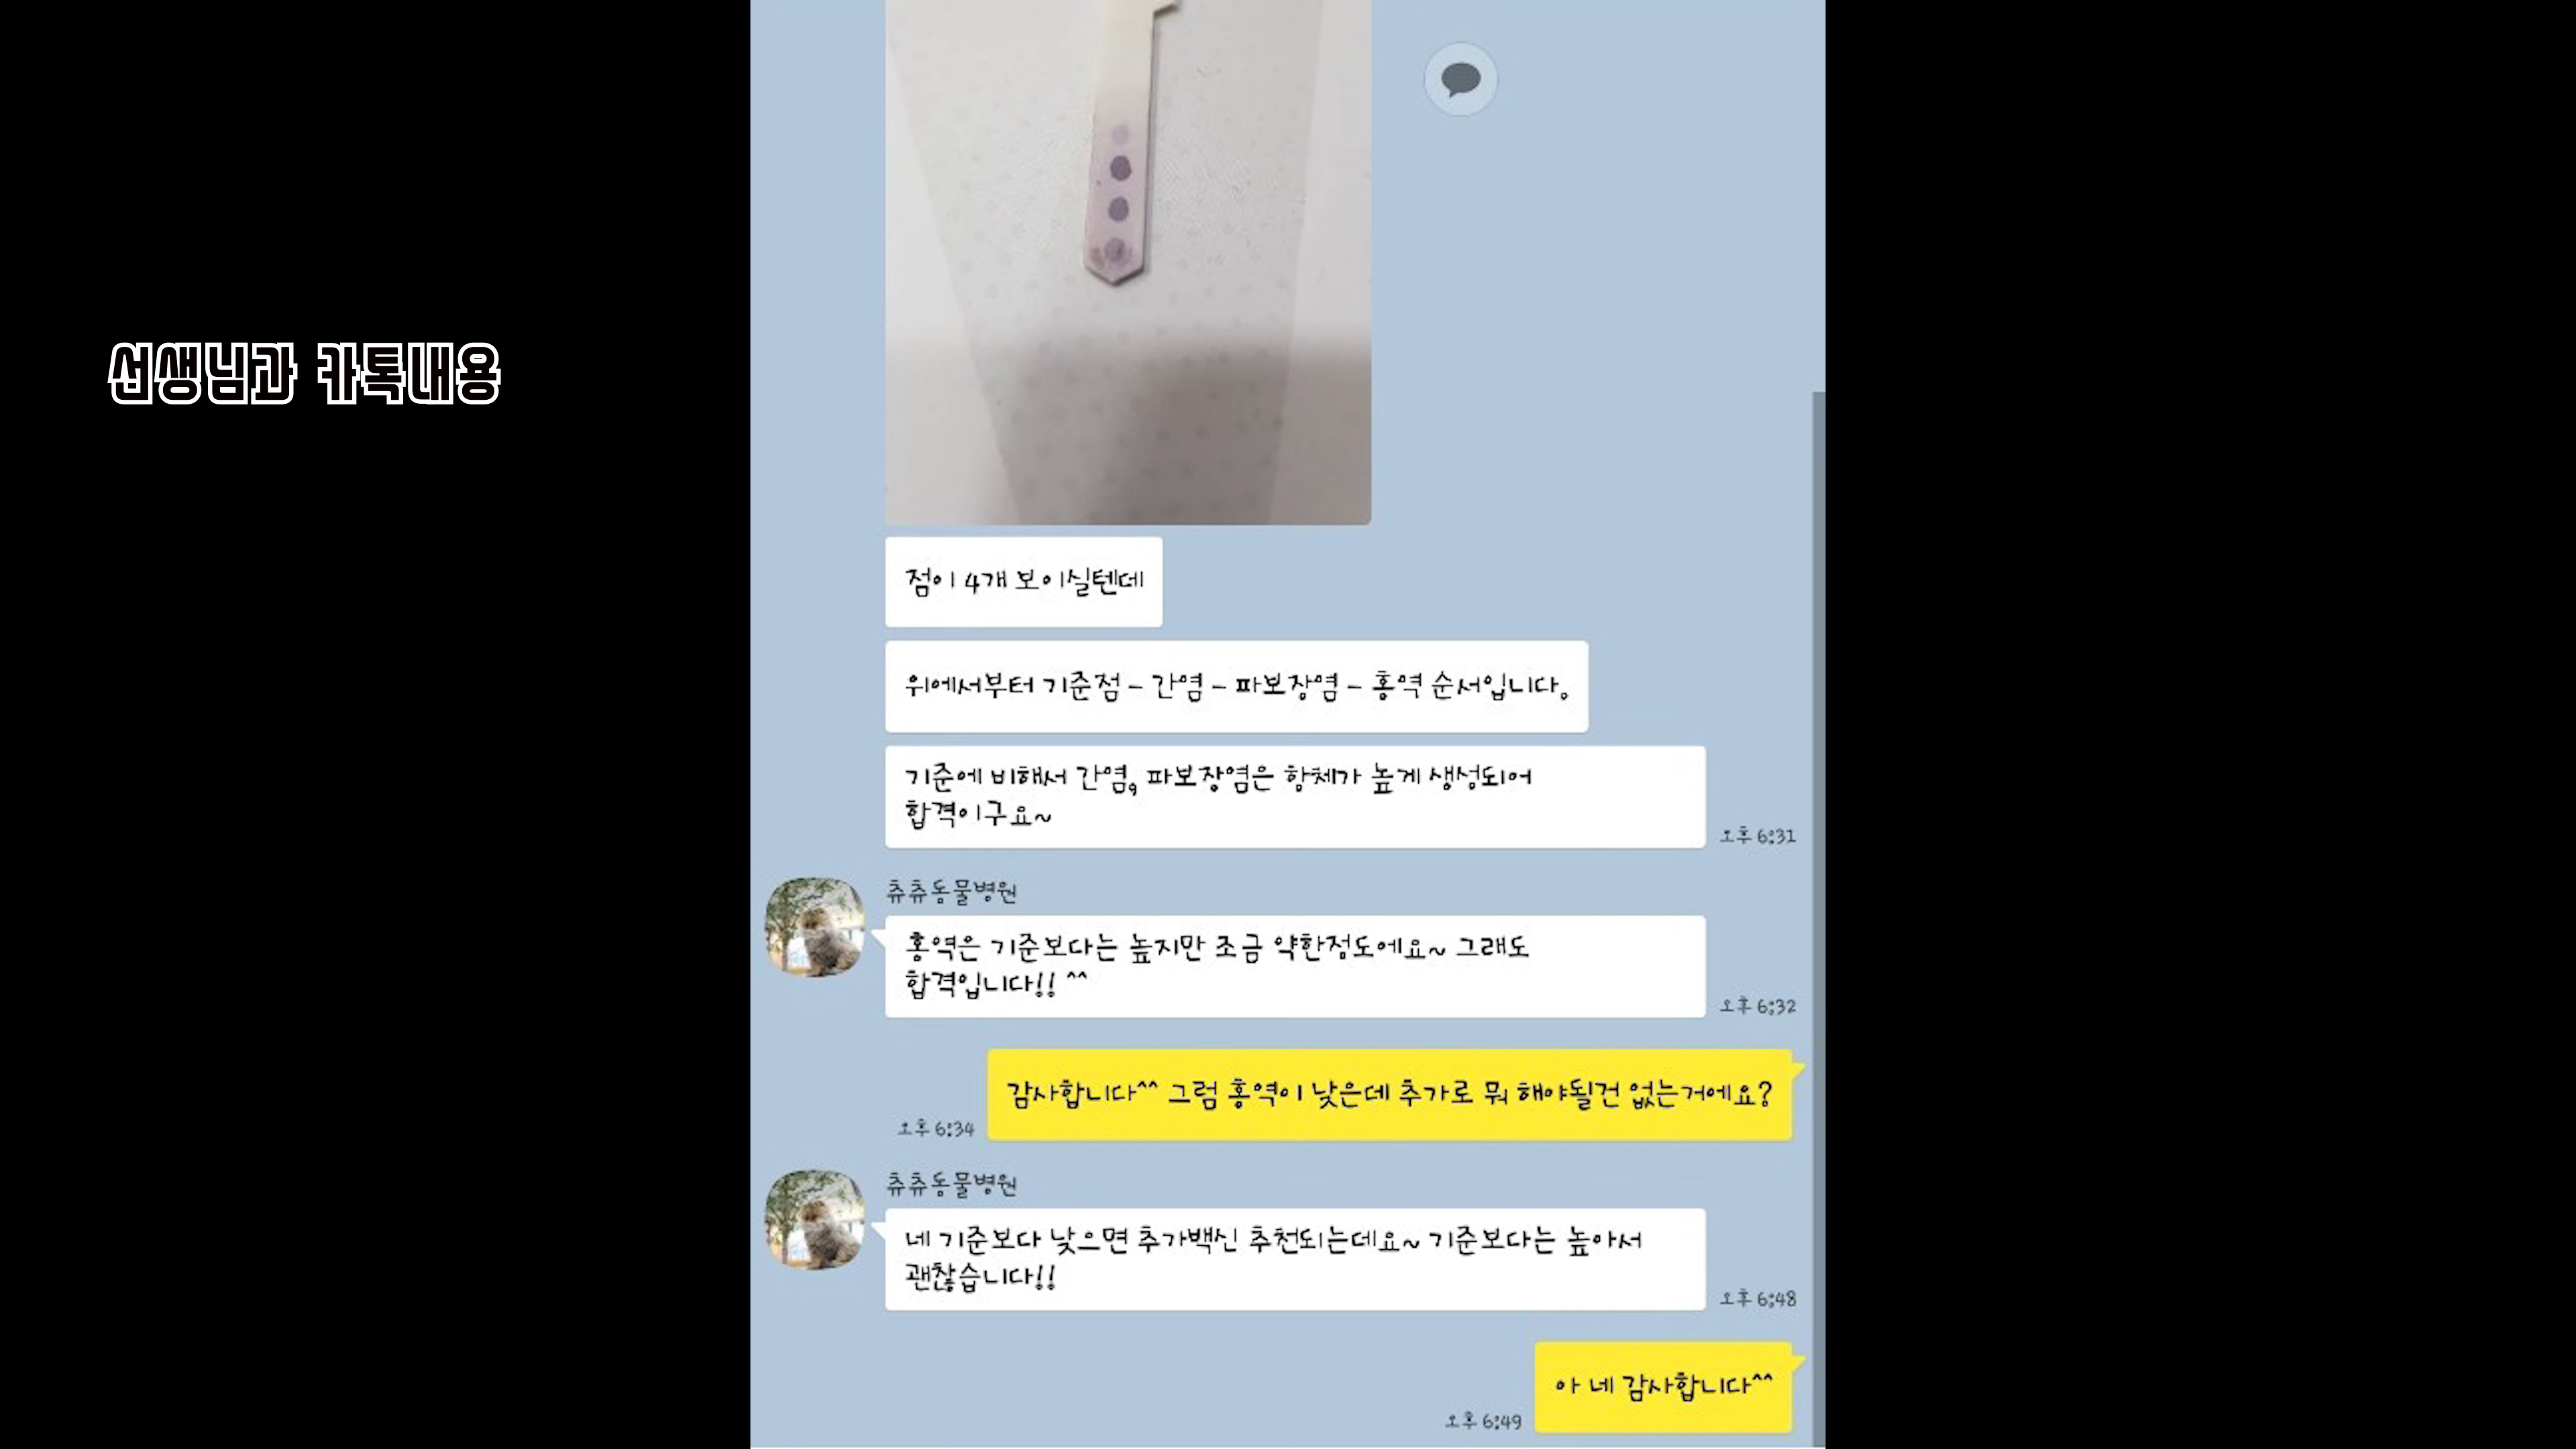 선생님과 카톡내용
점이 4개 보이실텐데
위에서부터 기준점 - 간염 - 파보장염 - 홍역 순서입니다.
기준에 비해서 간염, 파보장염은 항체가 높게 생성되어
합격이구요~
오후 6:31
츄츄동물병원
홍역은 기준보다는 높지만 조금 약한정도에요~ 그래도
합격입니다!! ^^
오후 6:32
감사합니다^^ 그럼 홍역이 낮은데 추가로 뭐 해야될건 없는거에요?
오후 6:34
츄츄동물병원
네 기준보다 낮으면 추가백신 추천되는데요~ 기준보다는 높아서
괜찮습니다!!
오후 6:48
아 네 감사합니다^^
오후 6:49